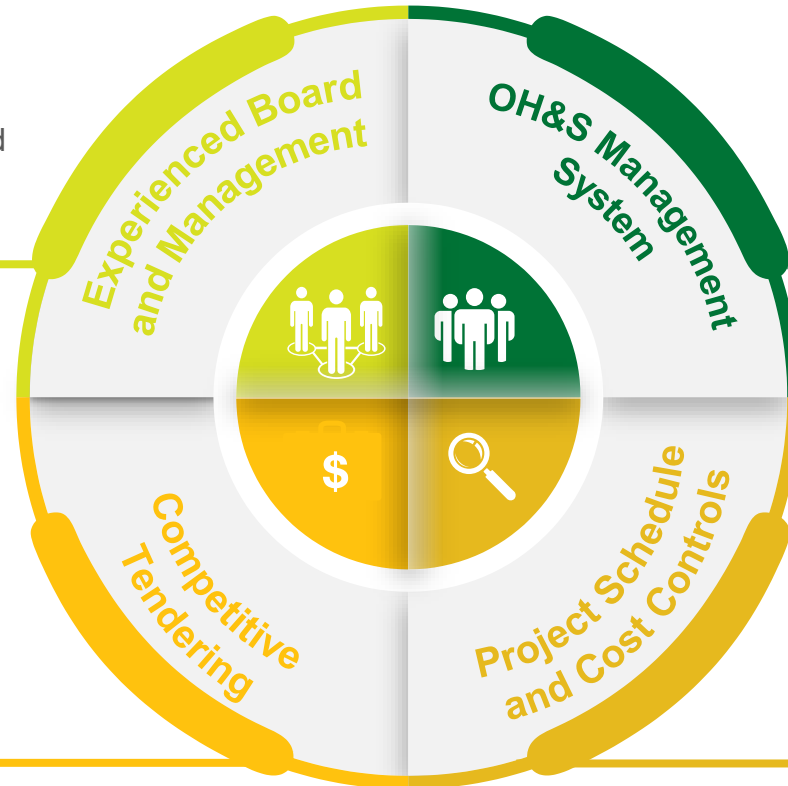 Experienced Board
and Management
OH&S Management
System
$
Competitive
Tendering
Project Schedule
and Cost Controls